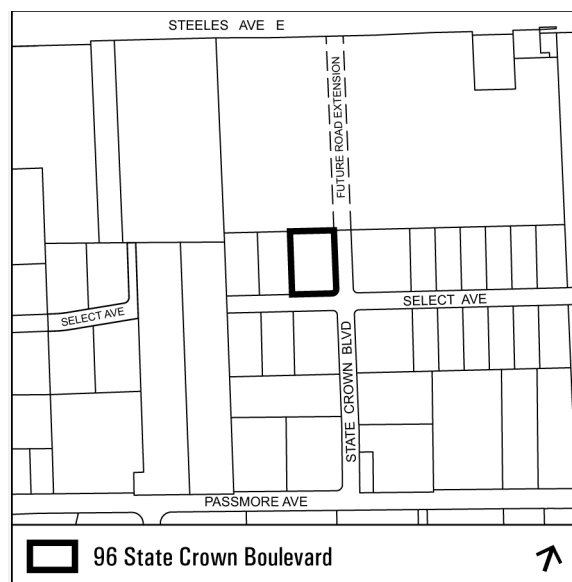 STEELES AVE E
FUTURE ROAD EXTENSION
SELECT AVE
SELECT AVE
STATE CROWN BLVD
PASSMORE AVE
96 State Crown Boulevard